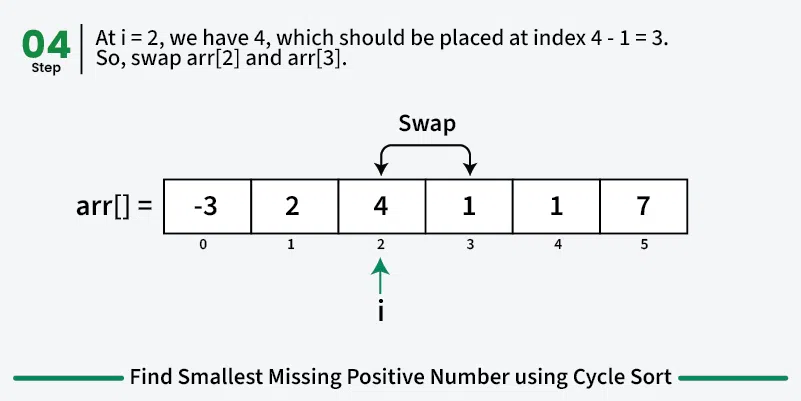 04
Step
At i = 2, we have 4, which should be placed at index 4 - 1 = 3.
So, swap arr[2] and arr[3].
Swap
arr[] = -3 2 4 1 1 7
0 1 2 3 4 5
i
Find Smallest Missing Positive Number using Cycle Sort